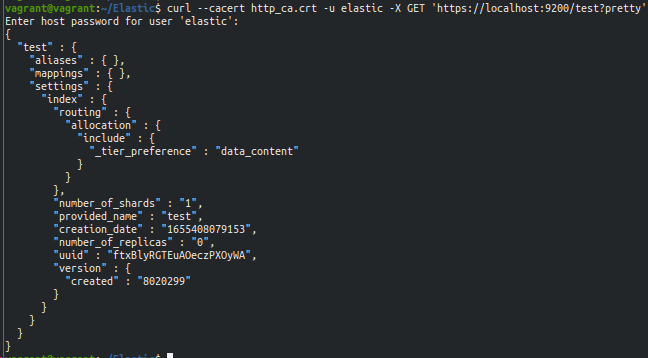 vagrant@vagrant:~/Elastic$ curl --cacert http_ca.crt -u elastic -X GET 'https://localhost:9200/test?pretty'
Enter host password for user 'elastic':
{
  "test" : {
    "aliases" : { },
    "mappings" : { },
    "settings" : {
      "index" : {
        "routing" : {
          "allocation" : {
            "include" : {
              "_tier_preference" : "data_content"
            }
          }
        },
        "number_of_shards" : "1",
        "provided_name" : "test",
        "creation_date" : "1655408079153",
        "number_of_replicas" : "0",
        "uuid" : "ftxBlyRGTEuAOeczPXOyWA",
        "version" : {
          "created" : "8020299"
        }
      }
    }
  }
}
vagrant@vagrant:~/Elastic$